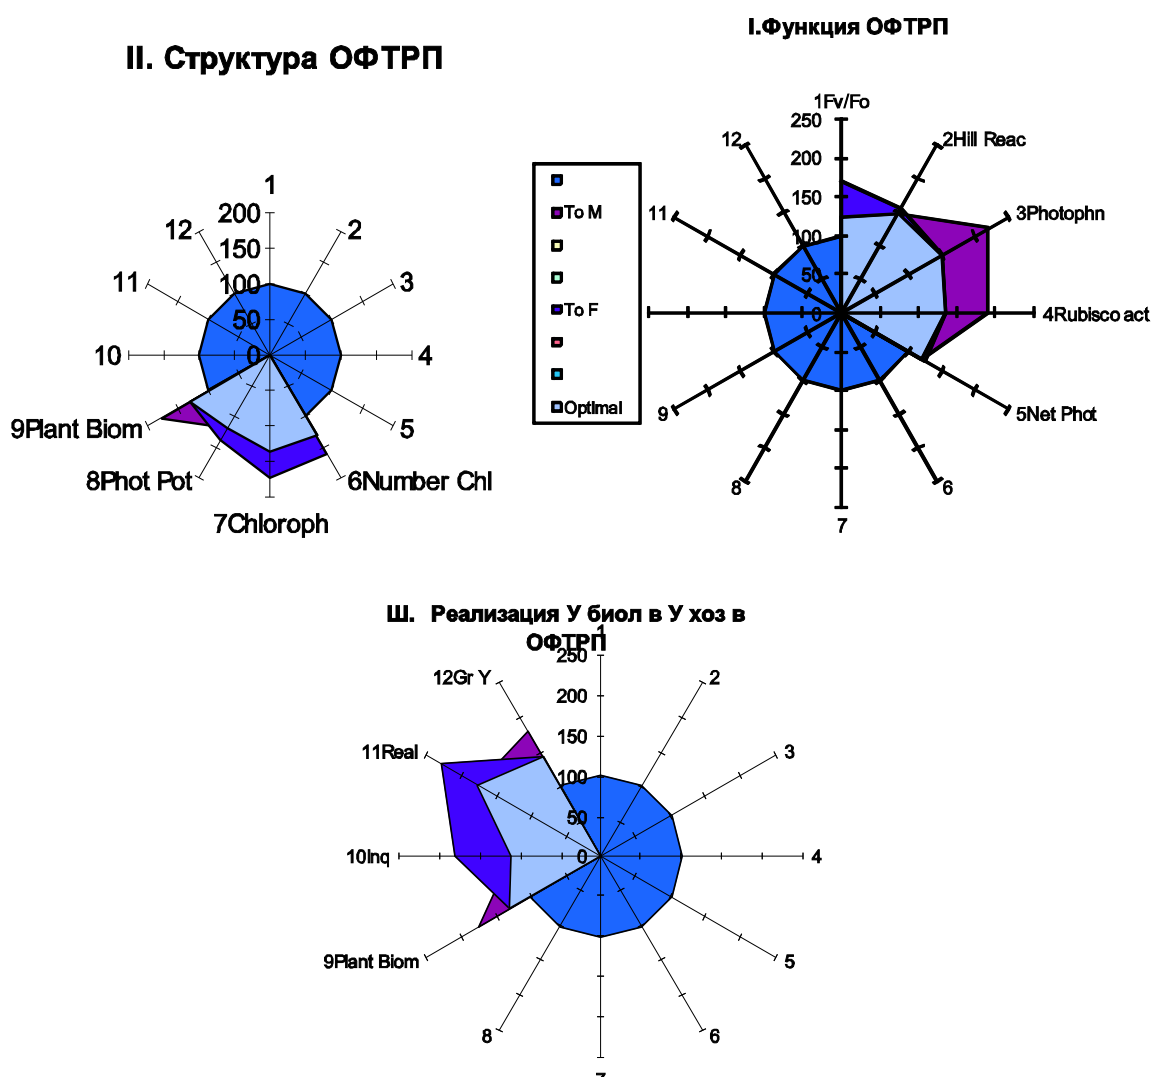 II. Структура ОФТРП
1
200
150
100
50
0
2
3
4
5
6Number Chl
7Chloroph
8Phot Pot
9Plant Biom
10
11
12
To M
To F
Optimal
I.Функция ОФТРП
1Fv/Fo
250
200
150
100
50
0
2Hill Reac
3Photophn
4Rubisco act
5Net Phot
6
7
8
9
11
12
Ш. Реализация У биол в У хоз в
ОФТРП
1
250
200
150
100
50
0
2
3
4
5
6
7
8
9Plant Biom
10Inq
11Real
12Gr Y